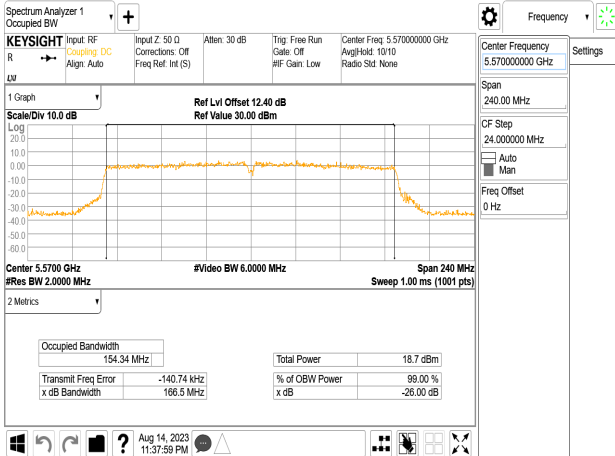 Spectrum Analyzer 1
Occupied BW
+
Frequency
KEYSIGHT
R
LXI
Input: RF
Coupling: DC
Align: Auto
Input Z: 50 Ω
Corrections: Off
Freq Ref: Int (S)
Atten: 30 dB
Trig: Free Run
Gate: Off
#IF Gain: Low
Center Freq: 5.570000000 GHz
Avg|Hold: 10/10
Radio Std: None
Center Frequency
5.570000000 GHz
Settings
Span
240.00 MHz
CF Step
24.000000 MHz
Auto
Man
Freq Offset
0 Hz
1 Graph
Scale/Div 10.0 dB
Ref Lvl Offset 12.40 dB
Ref Value 30.00 dBm
Log
20.0
10.0
0.00
-10.0
-20.0
-30.0
-40.0
-50.0
-60.0
Center 5.5700 GHz
#Video BW 6.0000 MHz
Span 240 MHz
#Res BW 2.0000 MHz
Sweep 1.00 ms (1001 pts)
2 Metrics
Occupied Bandwidth
154.34 MHz
Total Power 18.7 dBm
Transmit Freq Error -140.74 kHz
% of OBW Power 99.00 %
x dB Bandwidth 166.5 MHz
x dB -26.00 dB
?
Aug 14, 2023
11:37:59 PM